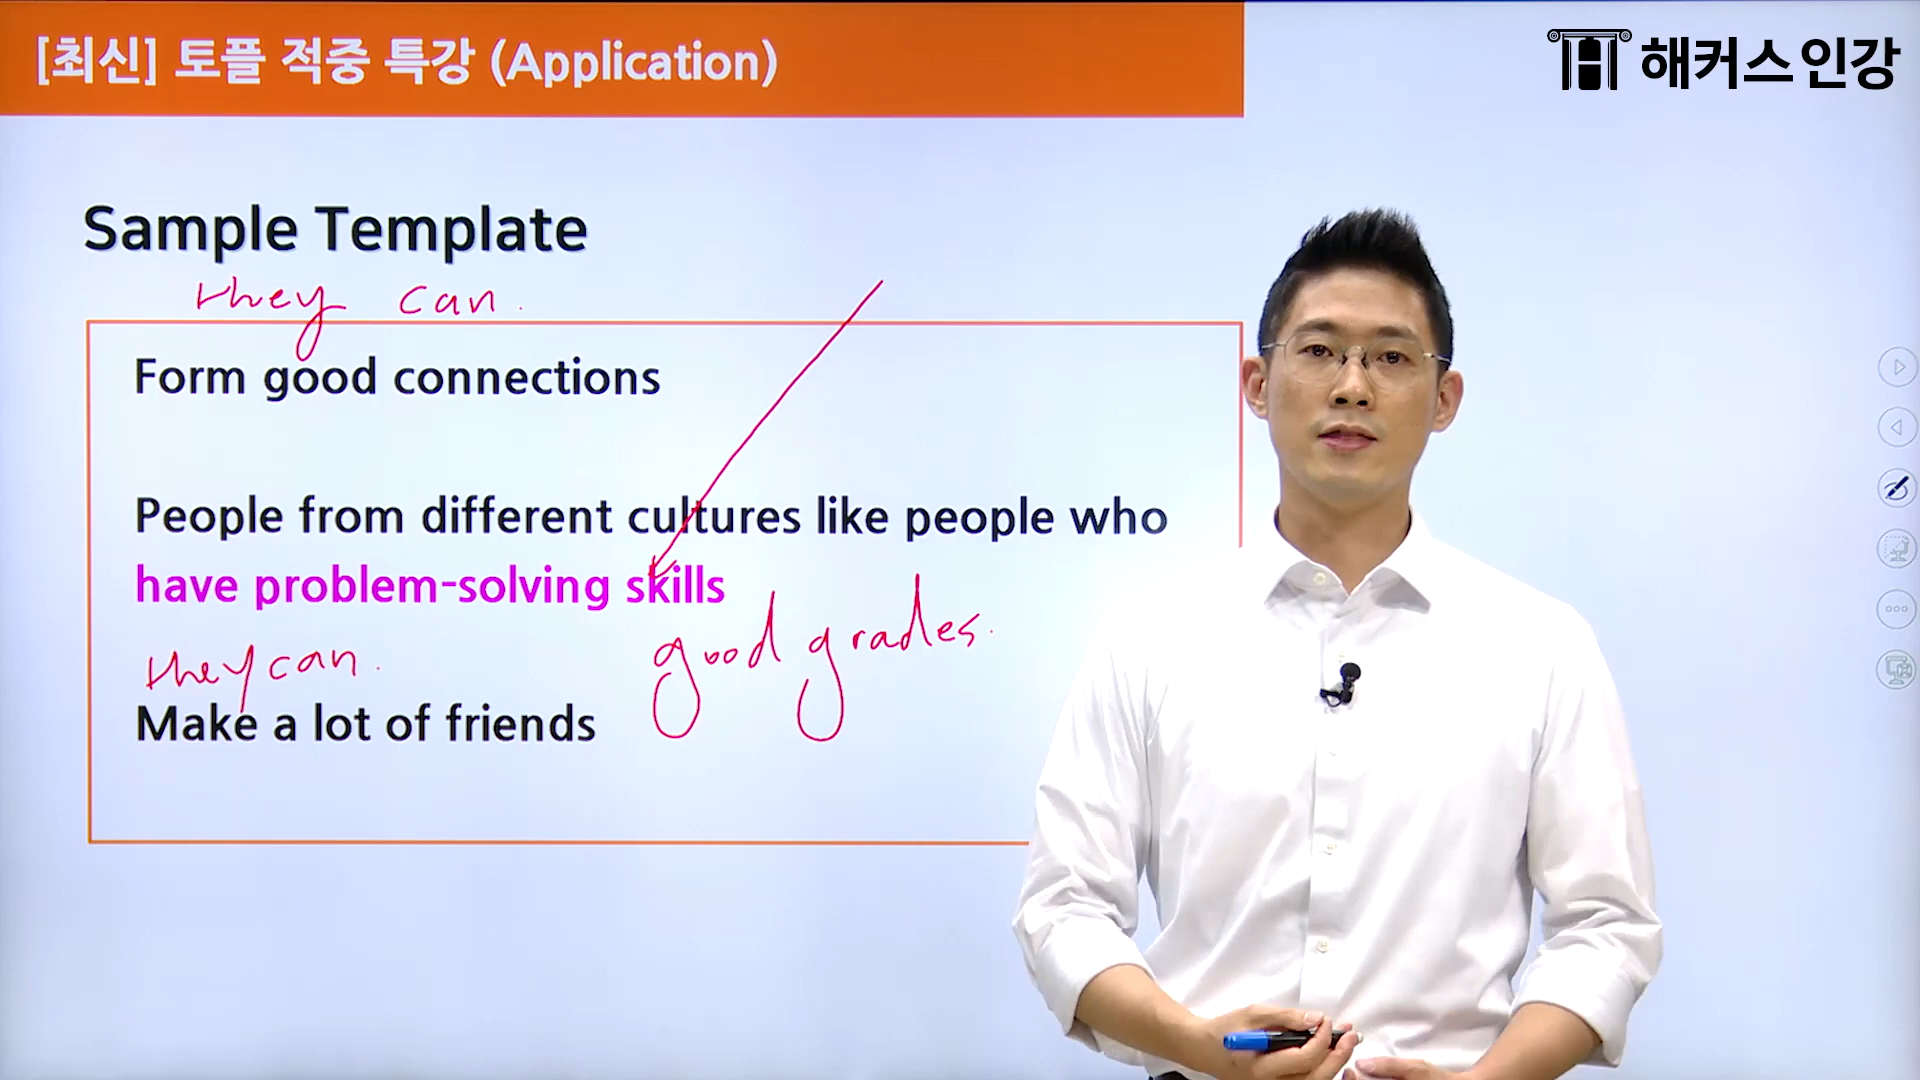 [최신] 토플 적중 특강 (Application)
해커스인강
Sample Template
they can.
Form good connections
People from different cultures like people who
have problem-solving skills
good grades.
they can.
Make a lot of friends